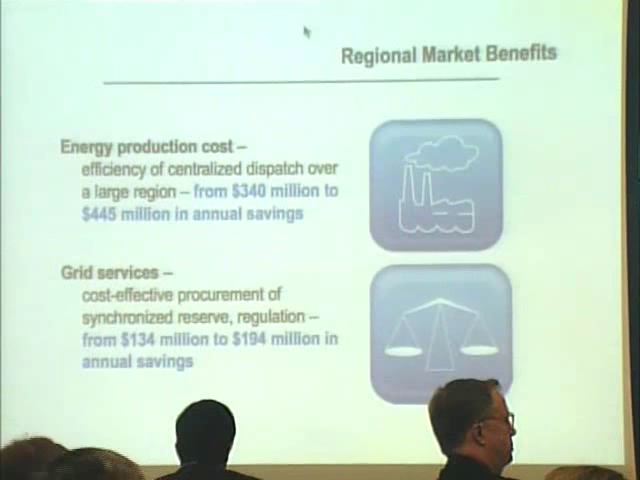 Regional Market Benefits
Energy production cost –
efficiency of centralized dispatch over
a large region – from $340 million to
$445 million in annual savings
Grid services –
cost-effective procurement of
synchronized reserve, regulation –
from $134 million to $194 million in
annual savings